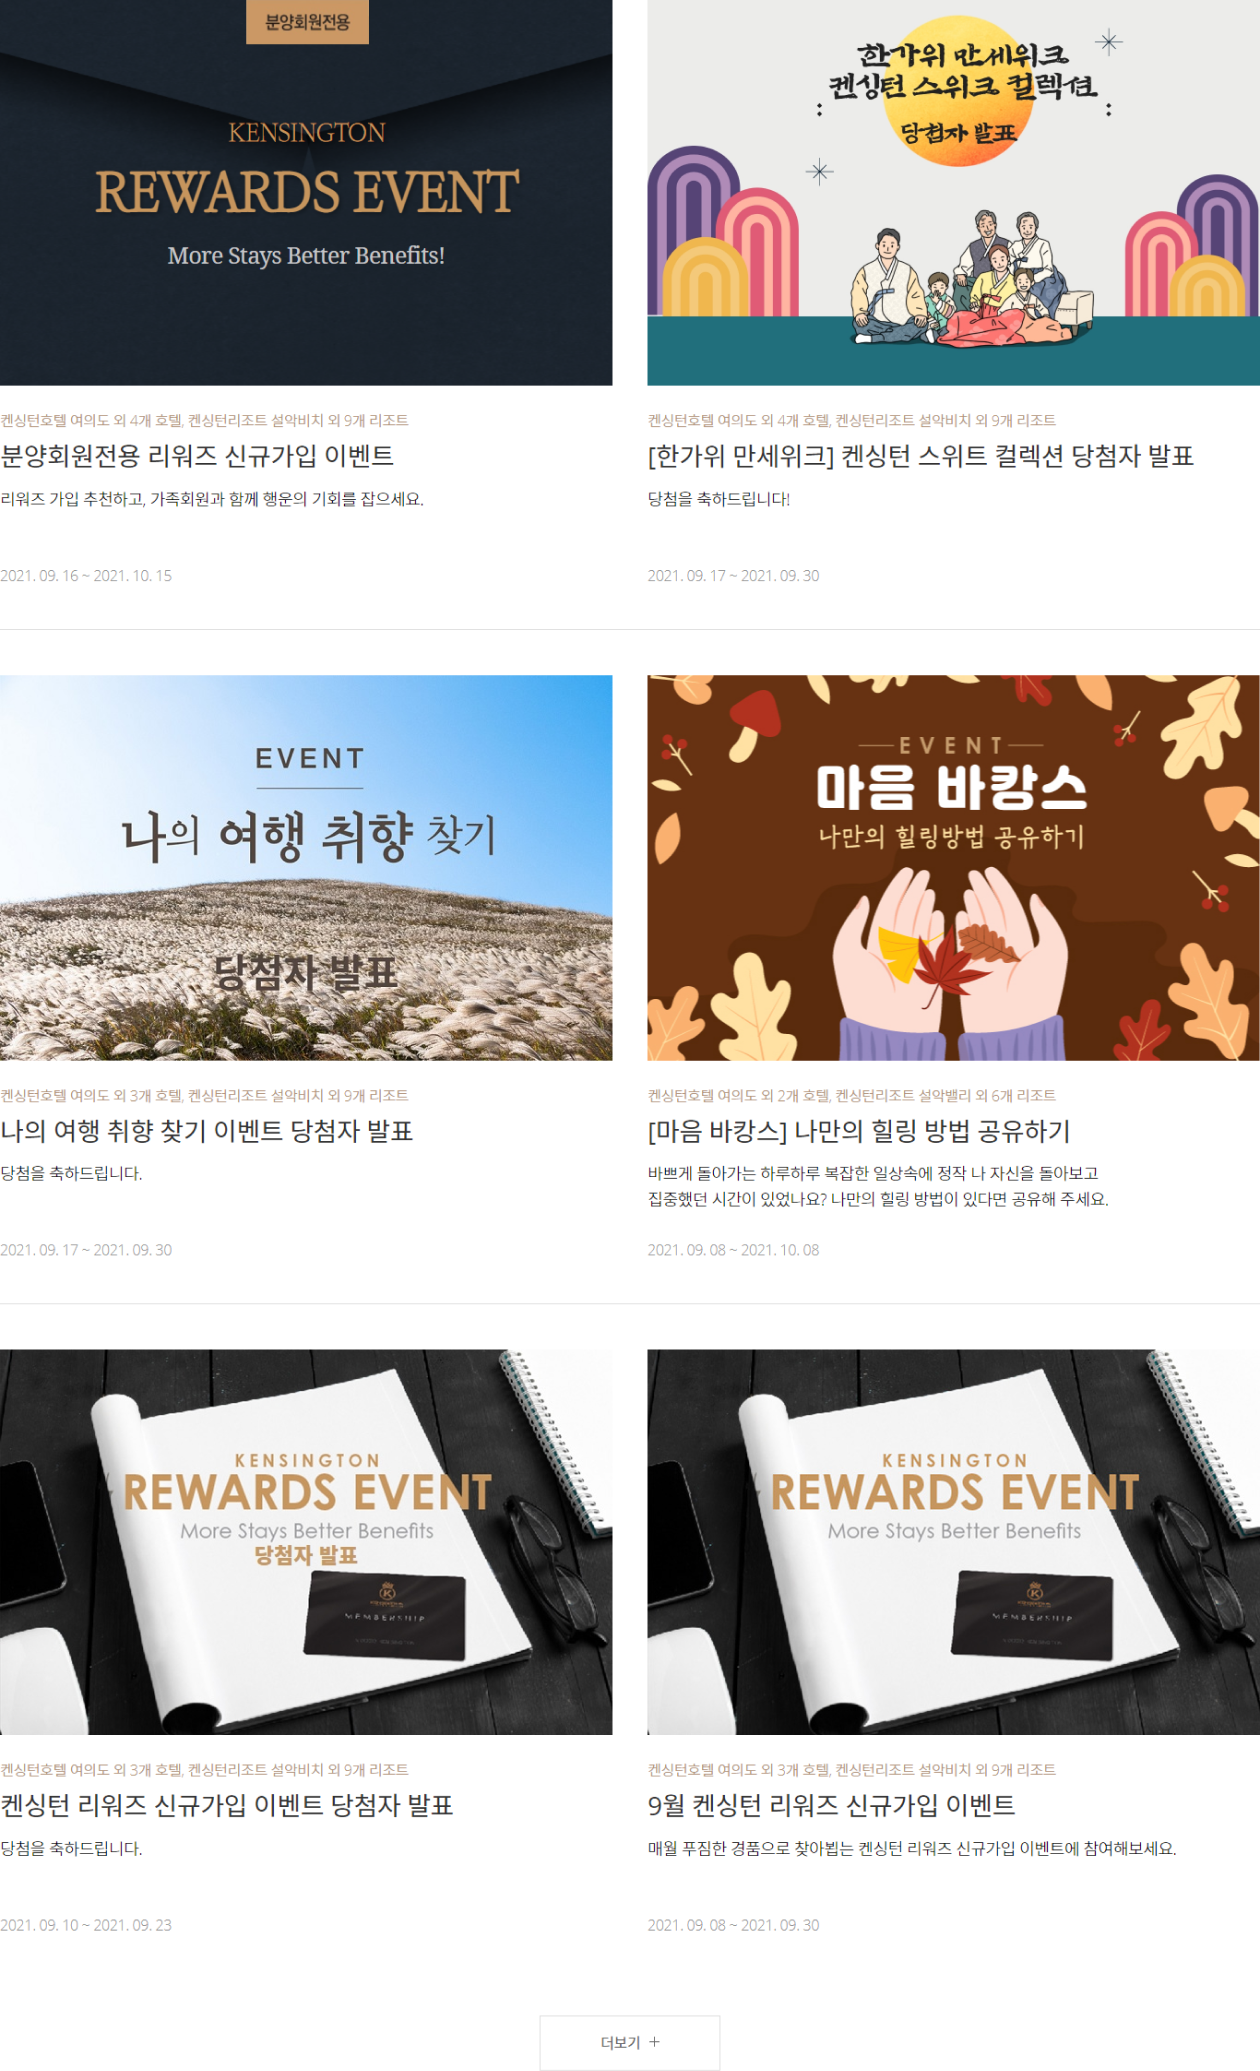 분양회원전용
KENSINGTON
REWARDS EVENT
More Stays Better Benefits!
켄싱턴호텔 여의도 외 4개 호텔, 켄싱턴리조트 설악비치 외 9개 리조트
분양회원전용 리워즈 신규가입 이벤트
리워즈 가입 추천하고, 가족회원과 함께 행운의 기회를 잡으세요.
2021. 09. 16 ~ 2021. 10. 15
한가위 만세위크
켄싱턴 스위크 컬렉션
당첨자 발표
켄싱턴호텔 여의도 외 4개 호텔, 켄싱턴리조트 설악비치 외 9개 리조트
[한가위 만세위크] 켄싱턴 스위트 컬렉션 당첨자 발표
당첨을 축하드립니다!
2021. 09. 17 ~ 2021. 09. 30
EVENT
나의 여행 취향 찾기
당첨자 발표
켄싱턴호텔 여의도 외 3개 호텔, 켄싱턴리조트 설악비치 외 9개 리조트
나의 여행 취향 찾기 이벤트 당첨자 발표
당첨을 축하드립니다.
2021. 09. 17 ~ 2021. 09. 30
EVENT
마음 바캉스
나만의 힐링방법 공유하기
켄싱턴호텔 여의도 외 2개 호텔, 켄싱턴리조트 설악밸리 외 6개 리조트
[마음 바캉스] 나만의 힐링 방법 공유하기
바쁘게 돌아가는 하루하루 복잡한 일상속에 정작 나 자신을 돌아보고
집중했던 시간이 있었나요? 나만의 힐링 방법이 있다면 공유해 주세요.
2021. 09. 08 ~ 2021. 10. 08
KENSINGTON
REWARDS EVENT
More Stays Better Benefits
당첨자 발표
K
MEMBERSHIP
켄싱턴호텔 여의도 외 3개 호텔, 켄싱턴리조트 설악비치 외 9개 리조트
켄싱턴 리워즈 신규가입 이벤트 당첨자 발표
당첨을 축하드립니다.
2021. 09. 10 ~ 2021. 09. 23
KENSINGTON
REWARDS EVENT
More Stays Better Benefits
K
MEMBERSHIP
켄싱턴호텔 여의도 외 3개 호텔, 켄싱턴리조트 설악비치 외 9개 리조트
9월 켄싱턴 리워즈 신규가입 이벤트
매월 푸짐한 경품으로 찾아뵙는 켄싱턴 리워즈 신규가입 이벤트에 참여해보세요.
2021. 09. 08 ~ 2021. 09. 30
더보기 +